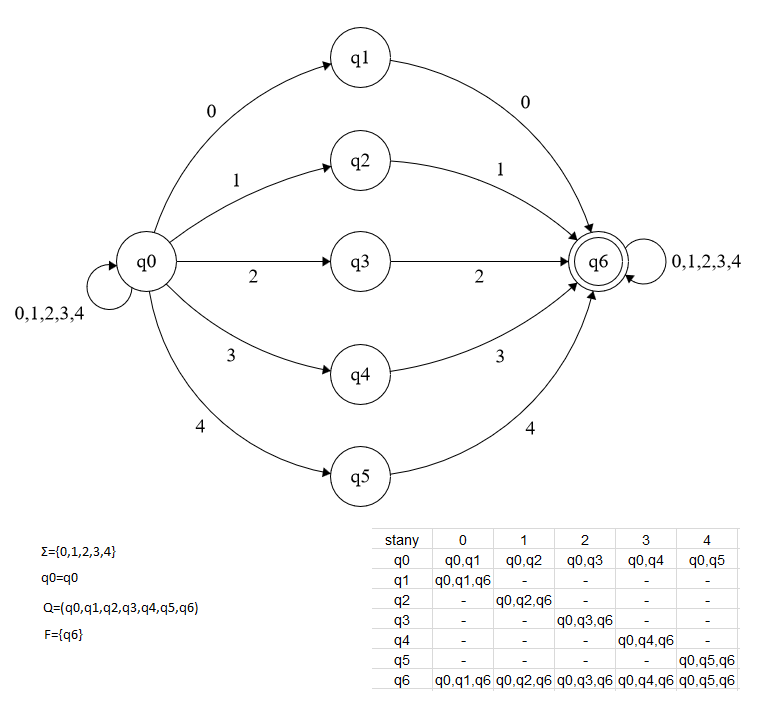 q1
0
0
q2
1
1
q0
q3
q6
0,1,2,3,4
2
2
0,1,2,3,4
3
3
q4
4
4
q5
Σ={0,1,2,3,4}
q0=q0
Q=(q0,q1,q2,q3,q4,q5,q6)
F={q6}
stany 0 1 2 3 4
q0 q0,q1 q0,q2 q0,q3 q0,q4 q0,q5
q1 q0,q1,q6 - - - -
q2 - q0,q2,q6 - - -
q3 - - q0,q3,q6 - -
q4 - - - q0,q4,q6 -
q5 - - - - q0,q5,q6
q6 q0,q1,q6 q0,q2,q6 q0,q3,q6 q0,q4,q6 q0,q5,q6